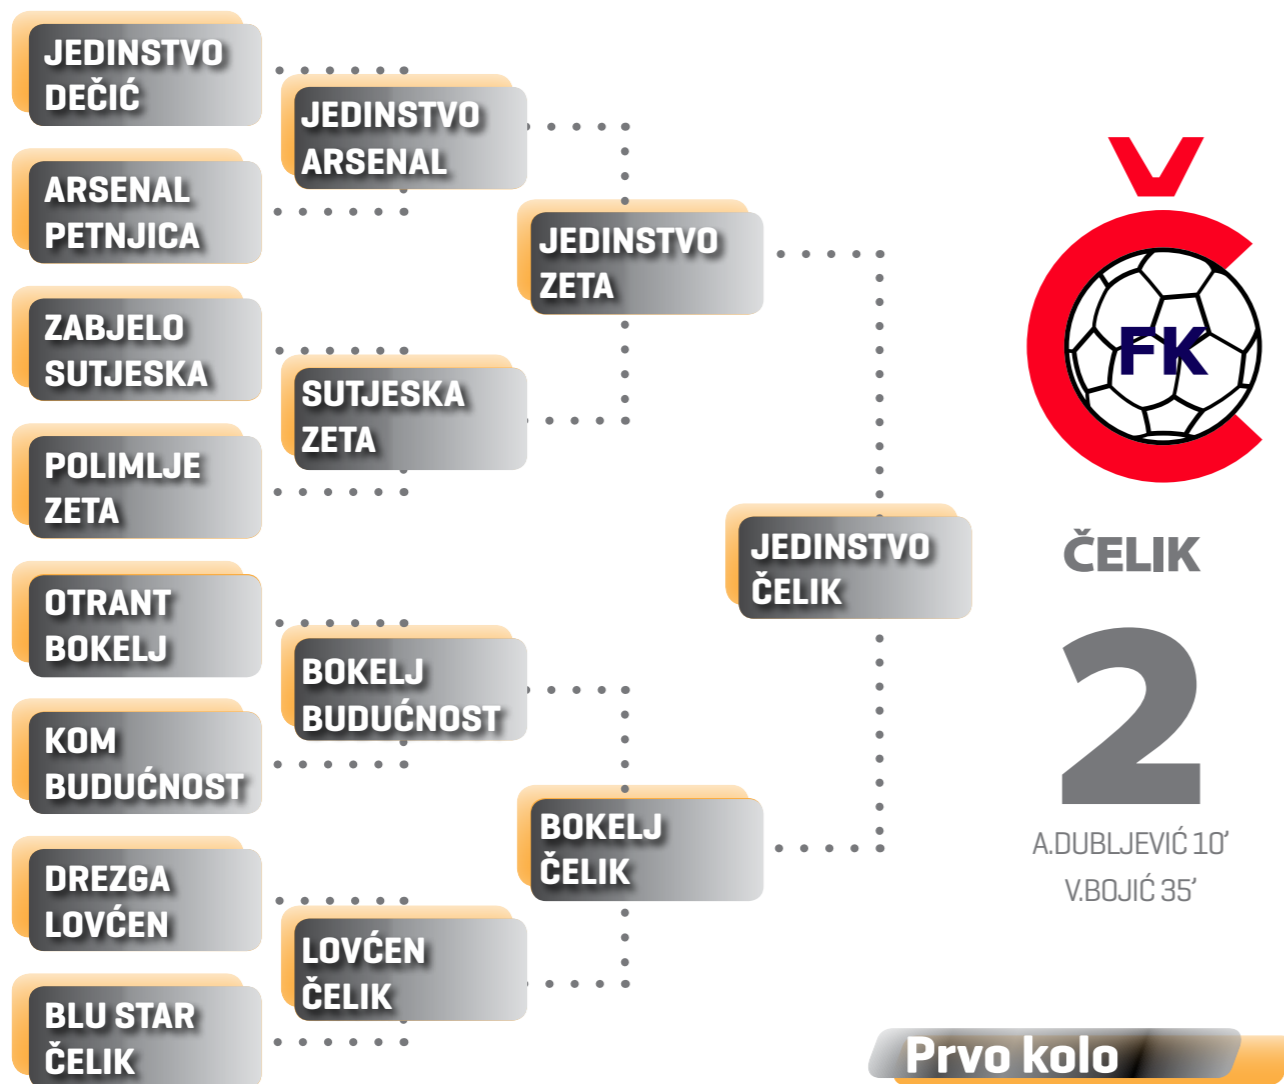 JEDINSTVO
DEČIĆ
ARSENAL
PETNJICA
ZABJELO
SUTJESKA
POLIMLJE
ZETA
OTRANT
BOKELJ
KOM
BUDUĆNOST
DREZGA
LOVĆEN
BLU STAR
ČELIK
JEDINSTVO
ARSENAL
SUTJESKA
ZETA
BOKELJ
BUDUĆNOST
LOVĆEN
ČELIK
JEDINSTVO
ZETA
BOKELJ
ČELIK
JEDINSTVO
ČELIK
Č
FK
ČELIK
2
A.DUBLJEVIĆ 10'
V.BOJIĆ 35'
Prvo kolo